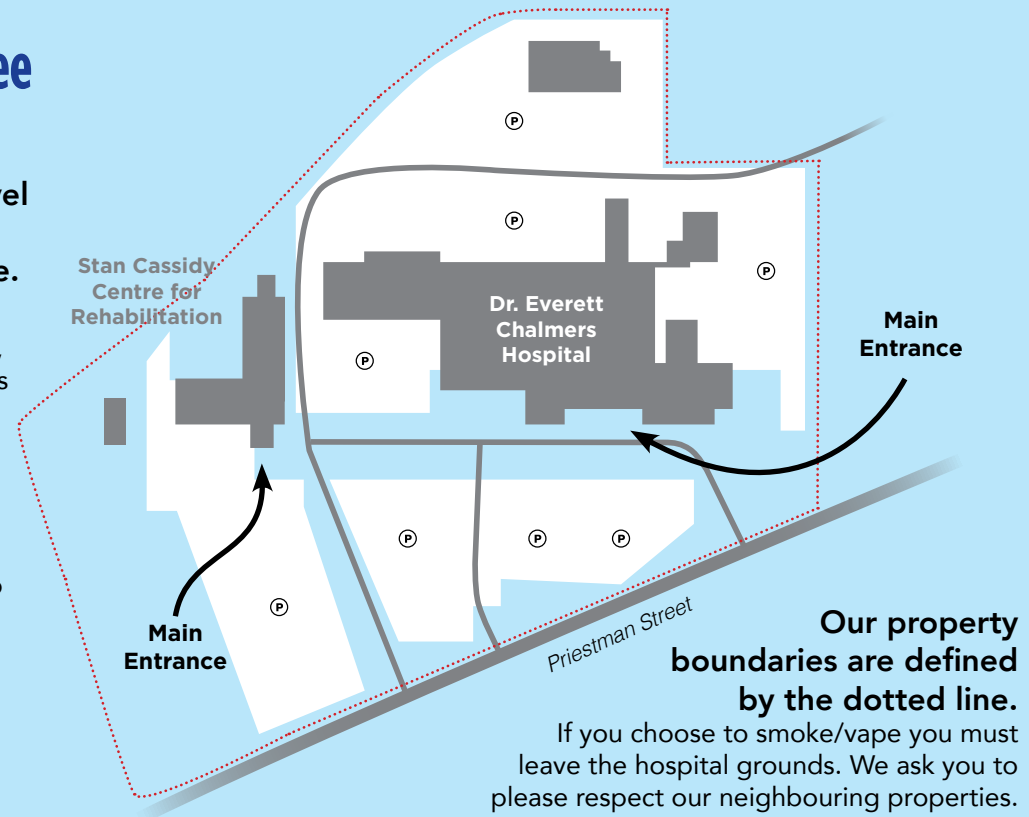 ee
vel
e.
s
Stan Cassidy
Centre for
Rehabilitation
P
P
P
P
Dr. Everett
Chalmers
Hospital
Main
Entrance
P
P
P
P
Main
Entrance
Priestman Street
Our property
boundaries are defined
by the dotted line.
If you choose to smoke/vape you must
leave the hospital grounds. We ask you to
please respect our neighbouring properties.